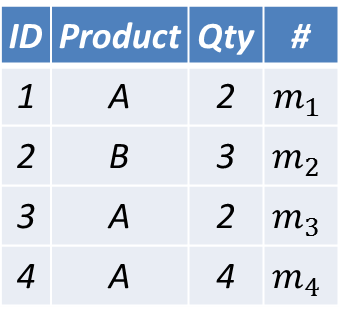 ID Product Qty #
1 A 2 m₁
2 B 3 m₂
3 A 2 m₃
4 A 4 m₄